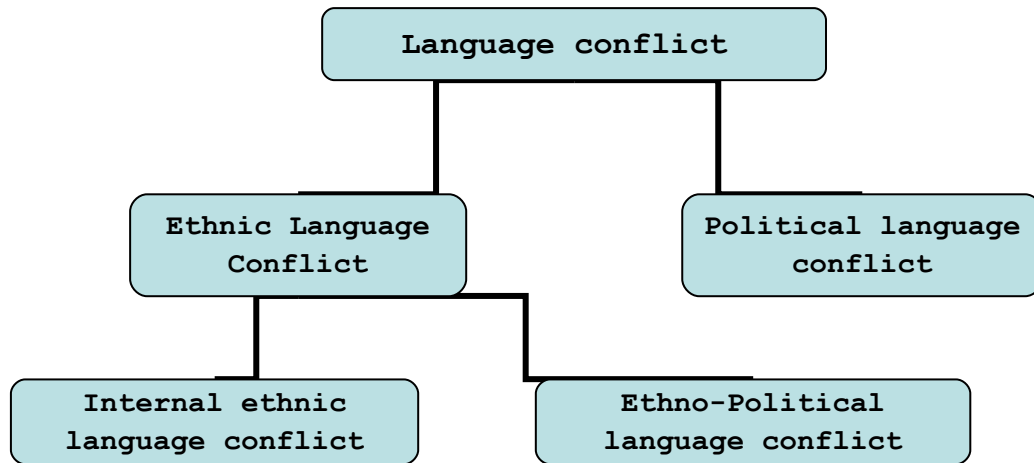 Language conflict
Ethnic Language
Conflict
Political language
conflict
Internal ethnic
language conflict
Ethno-Political
language conflict